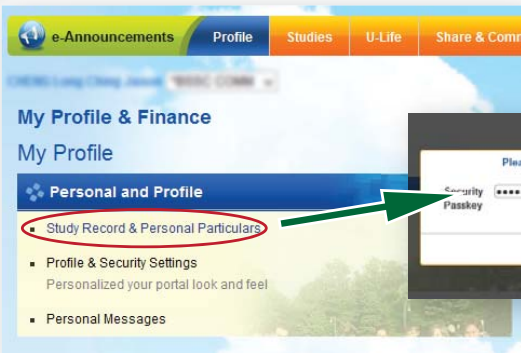 e-Announcements Profile Studies U-Life Share & Comm
My Profile & Finance
My Profile
Personal and Profile
Study Record & Personal Particulars
Profile & Security Settings
Personalized your portal look and feel
Personal Messages
Plea
Security
Passkey